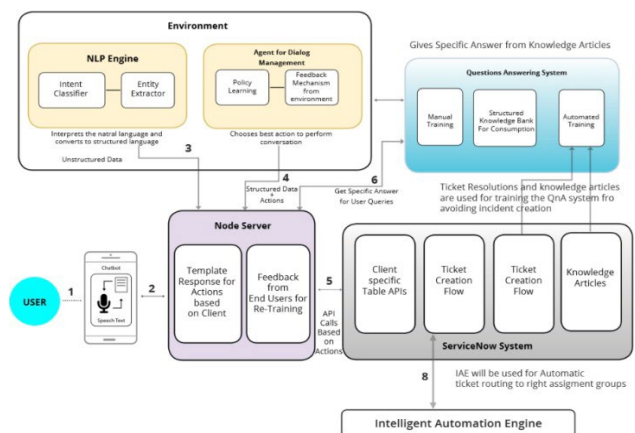 Environment
NLP Engine
Intent
Classifier
Entity
Extractor
Interprets the natral language and
converts to structured language
Agent for Dialog
Management
Policy
Learning
Feedback
Mechanism
from
environment
Chooses best action to perform
conversation
Gives Specific Answer from Knowledge Articles
Questions Answering System
Manual
Training
Structured
Knowledge Bank
For Consumption
Automated
Training
3
Unstructured Data
4
Structured Data
+
Actions
6
Get Specific Answer
for User Queries
Ticket Resolutions and knowledge articles
are used for training the QnA system fro
avoiding incident creation
USER
1
Chatbot
Speech Text
2
Node Server
Template
Response for
Actions
based
on Client
Feedback
from
End Users for
Re-Training
5
API
Calls
Based
on
Actions
Client
specific
Table APIs
Ticket
Creation
Flow
Ticket
Creation
Flow
Knowledge
Articles
ServiceNow System
8
IAE will be used for Automatic
ticket routing to right assigment groups
Intelligent Automation Engine